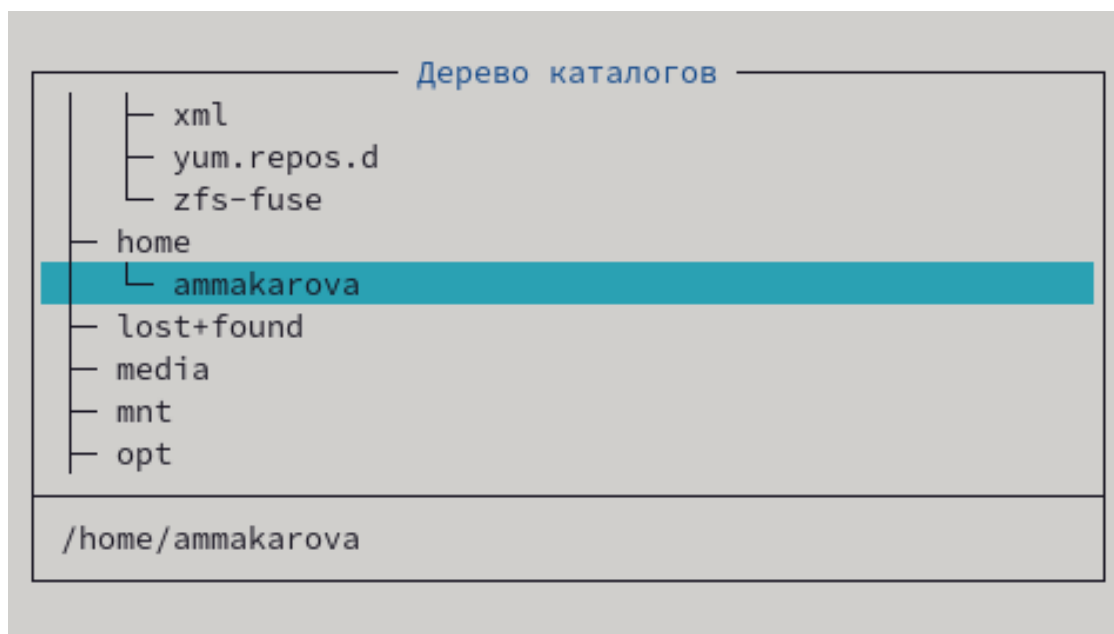 Дерево каталогов
xml
yum.repos.d
zfs-fuse
home
ammakarova
lost+found
media
mnt
opt
/home/ammakarova